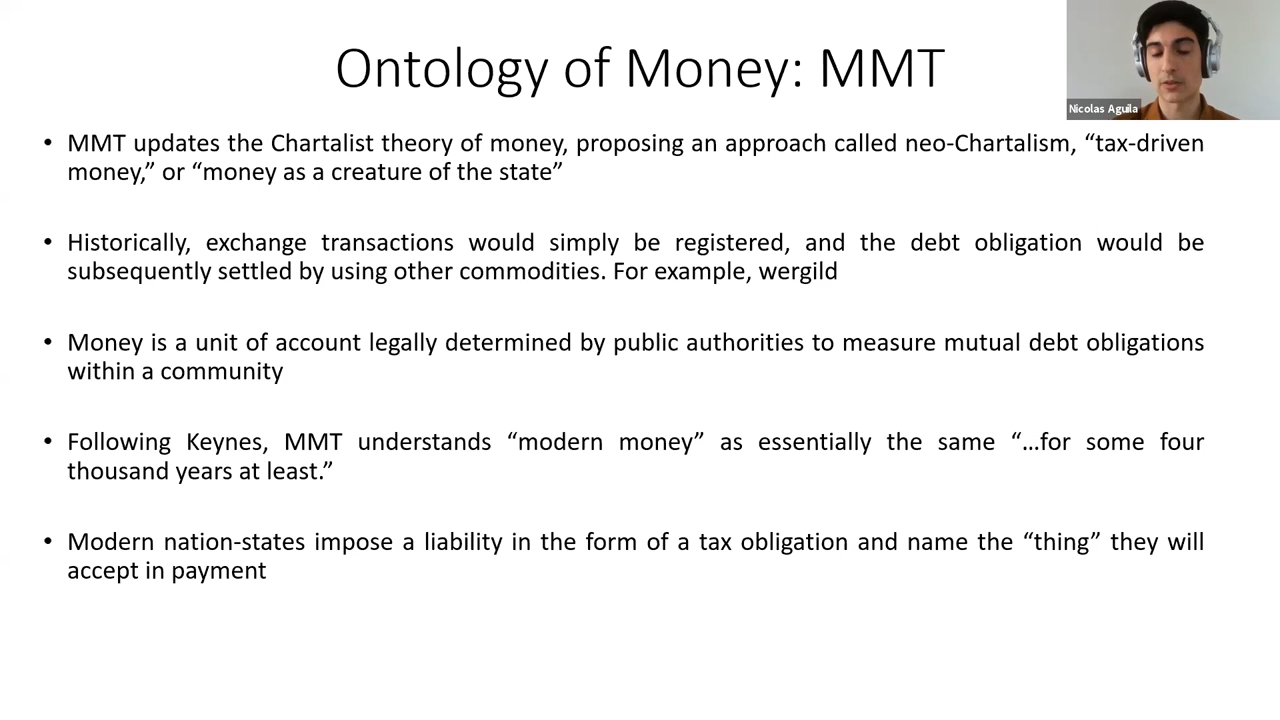 Ontology of Money: MMT
Nicolas Aguila
• MMT updates the Chartalist theory of money, proposing an approach called neo-Chartalism, “tax-driven
money,” or “money as a creature of the state”
• Historically, exchange transactions would simply be registered, and the debt obligation would be
subsequently settled by using other commodities. For example, wergild
• Money is a unit of account legally determined by public authorities to measure mutual debt obligations
within a community
• Following Keynes, MMT understands “modern money” as essentially the same “…for some four
thousand years at least.”
• Modern nation-states impose a liability in the form of a tax obligation and name the “thing” they will
accept in payment